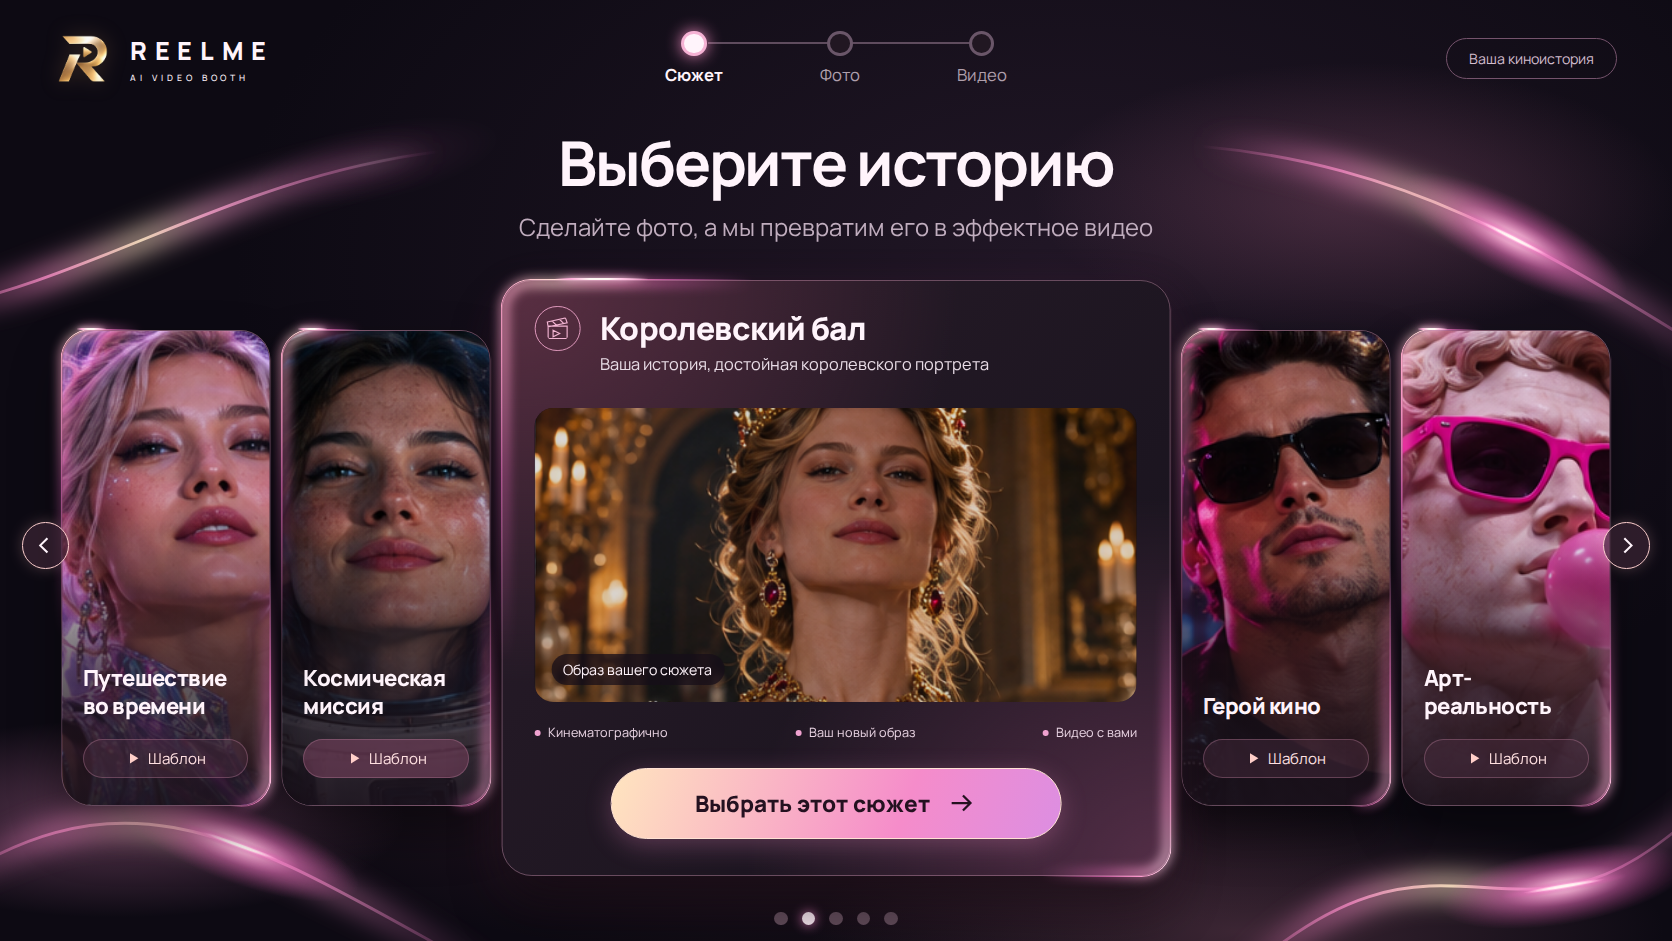 REELME
AI VIDEO BOOTH
Сюжет
Фото
Видео
Ваша киноистория
Выберите историю
Сделайте фото, а мы превратим его в эффектное видео
Путешествие
во времени
Шаблон
Космическая
миссия
Шаблон
Королевский бал
Ваша история, достойная королевского портрета
Образ вашего сюжета
Кинематографично
Ваш новый образ
Видео с вами
Выбрать этот сюжет
Герой кино
Шаблон
Арт-
реальность
Шаблон